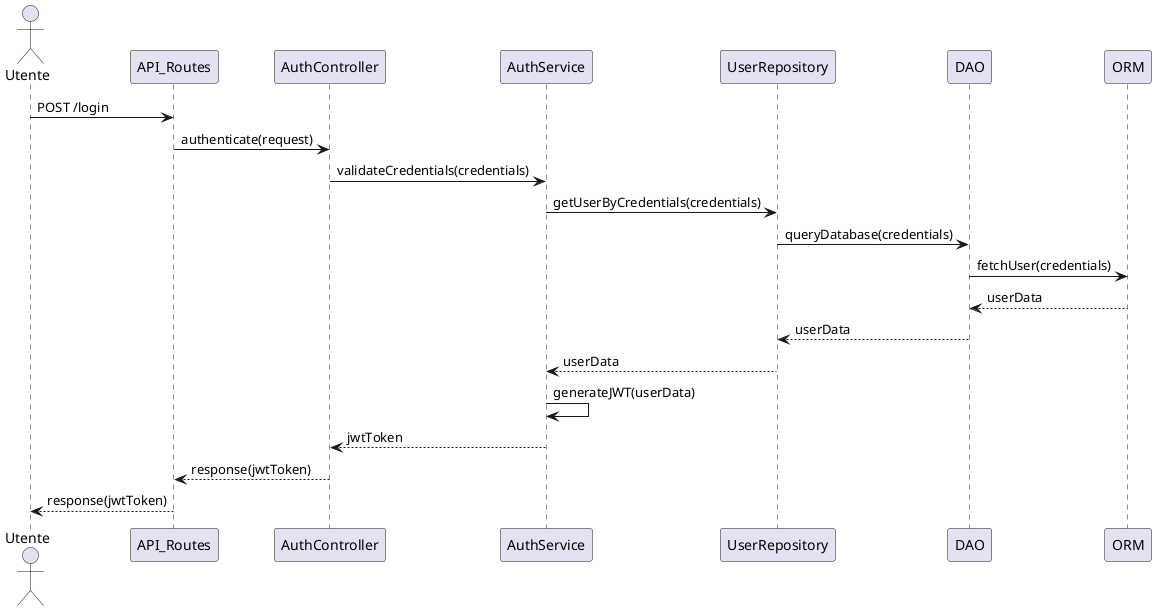 Utente
API_Routes
AuthController
AuthService
UserRepository
DAO
ORM
POST /login
authenticate(request)
validateCredentials(credentials)
getUserByCredentials(credentials)
queryDatabase(credentials)
fetchUser(credentials)
userData
userData
userData
generateJWT(userData)
jwtToken
response(jwtToken)
response(jwtToken)
Utente
API_Routes
AuthController
AuthService
UserRepository
DAO
ORM